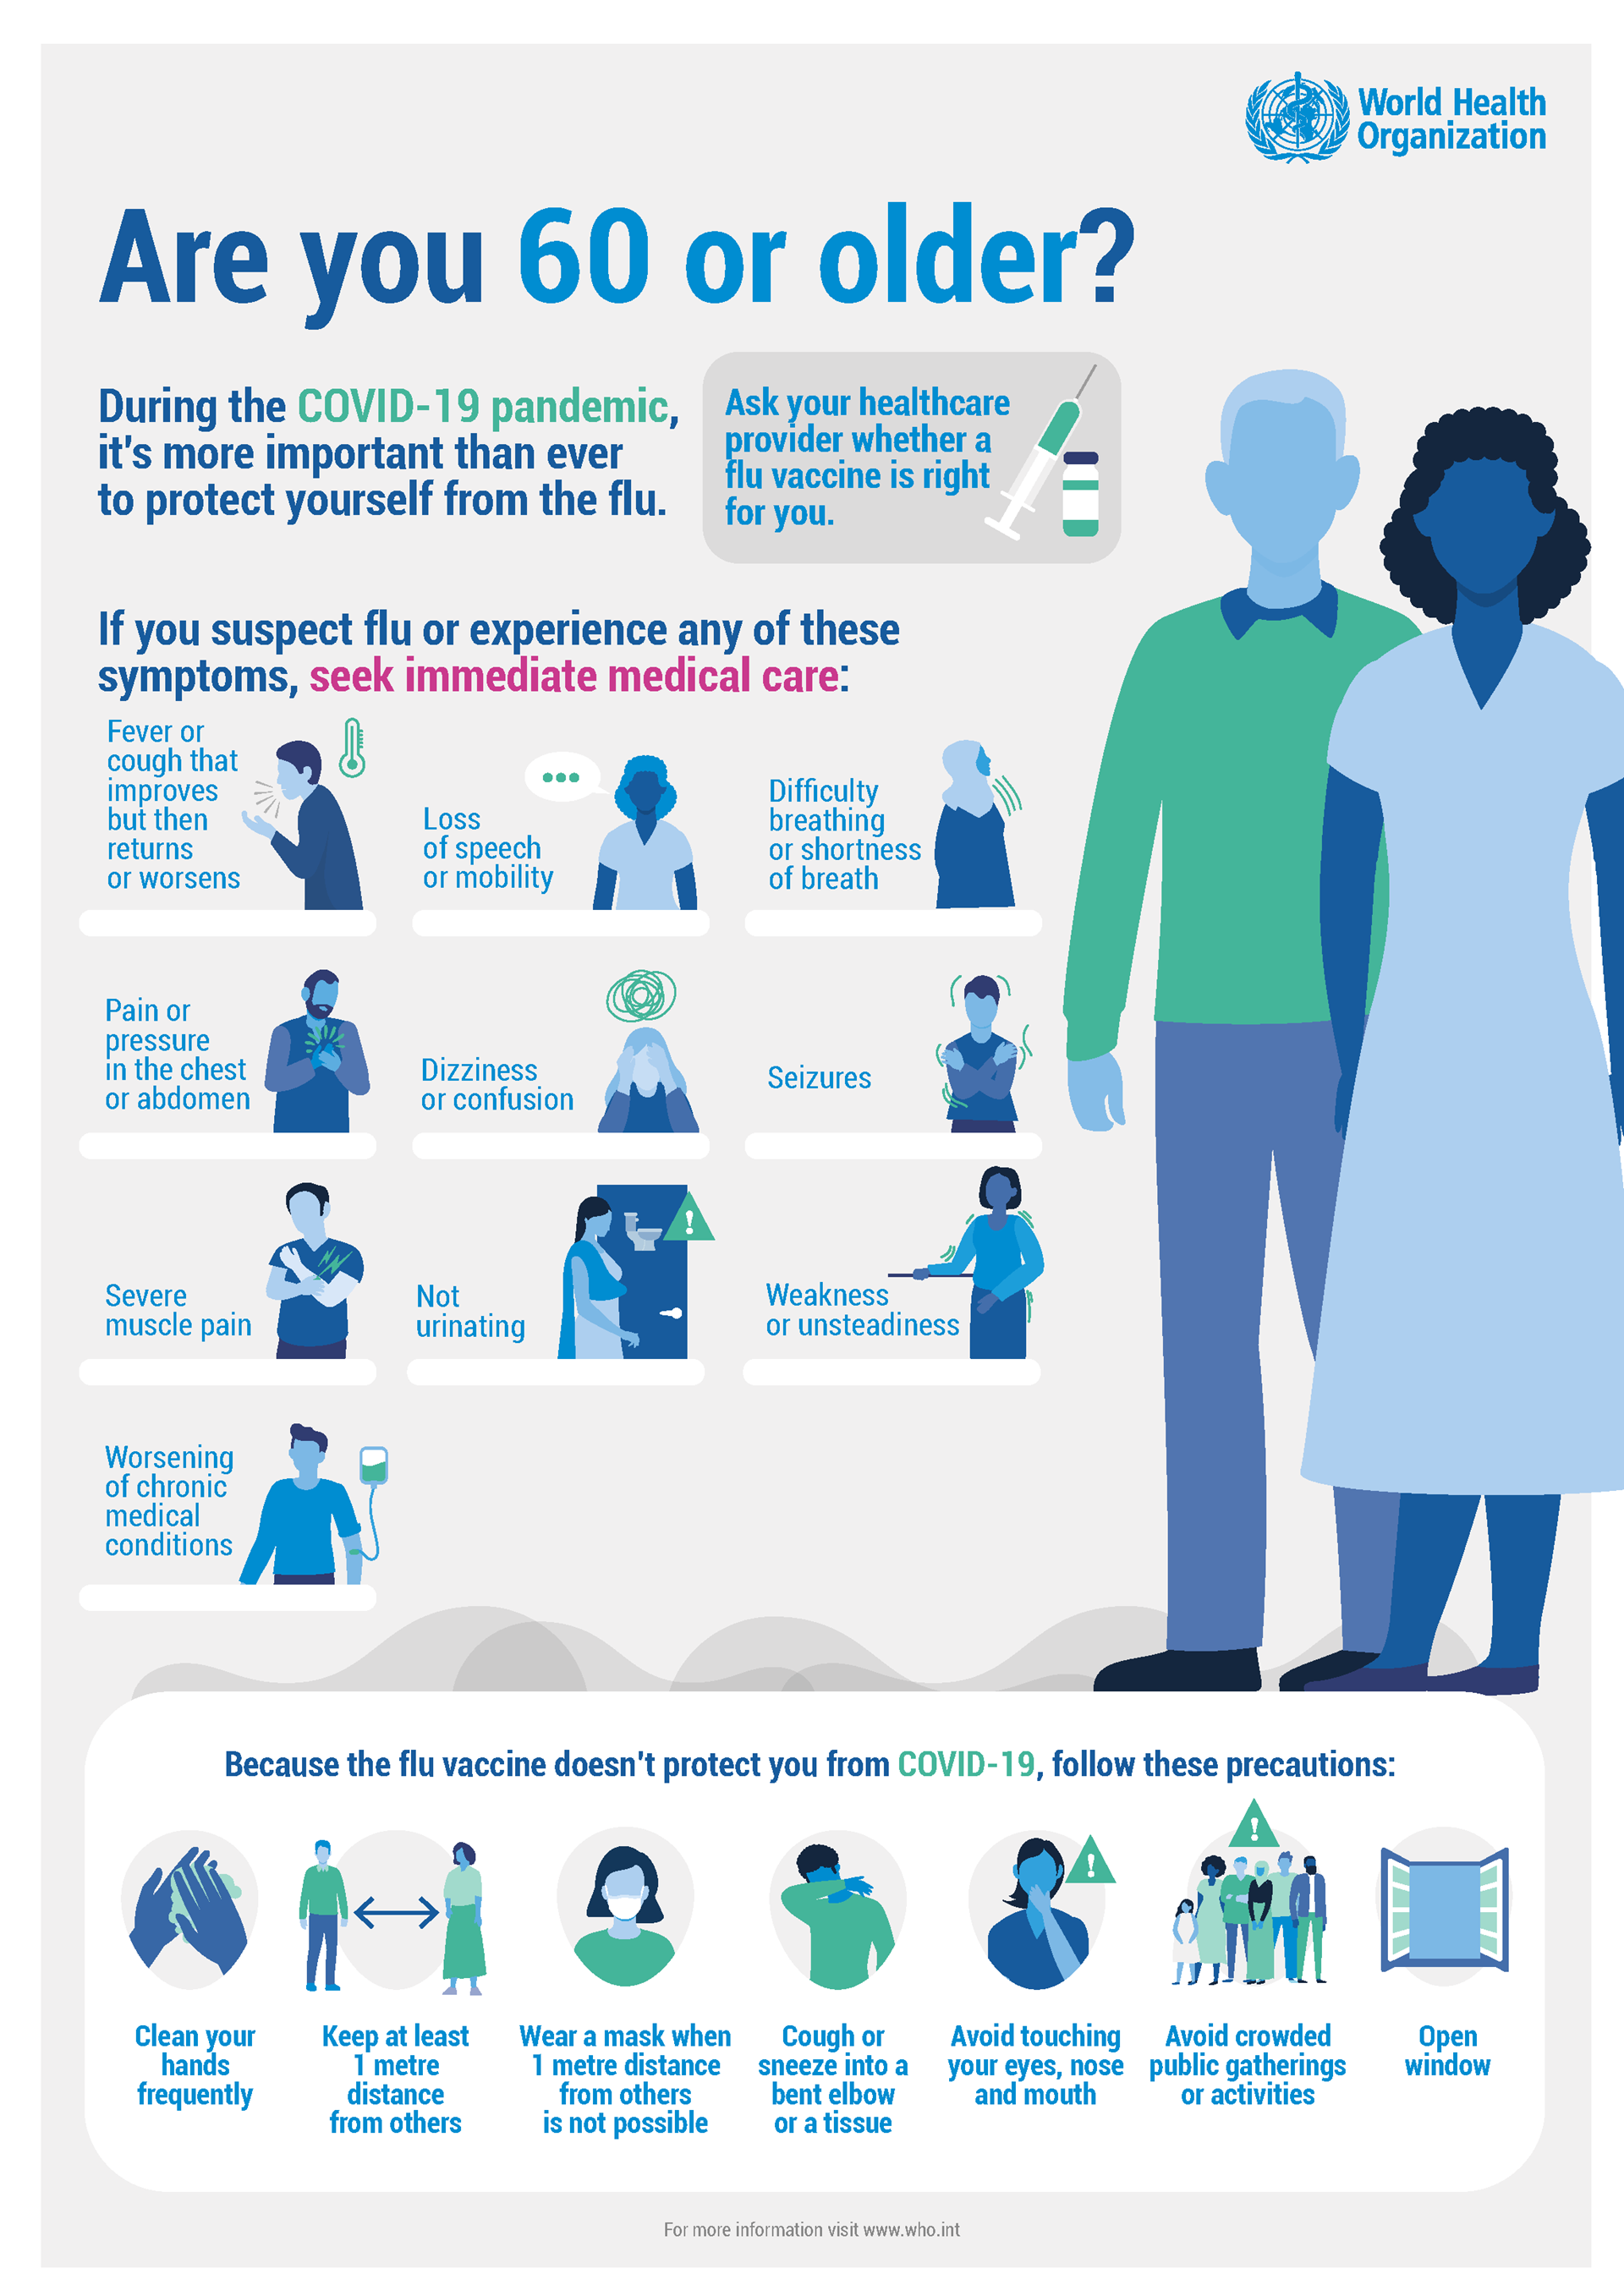 World Health
Organization
Are you 60 or older?
During the COVID-19 pandemic,
it's more important than ever
to protect yourself from the flu.
Ask your healthcare
provider whether a
flu vaccine is right
for you.
If you suspect flu or experience any of these
symptoms, seek immediate medical care:
Fever or
cough that
improves
but then
returns
or worsens
Loss
of speech
or mobility
Difficulty
breathing
or shortness
of breath
Pain or
pressure
in the chest
or abdomen
Dizziness
or confusion
Seizures
Severe
muscle pain
Not
urinating
Weakness
or unsteadiness
Worsening
of chronic
medical
conditions
Because the flu vaccine doesn't protect you from COVID-19, follow these precautions:
Clean your
hands
frequently
Keep at least
1 metre
distance
from others
Wear a mask when
1 metre distance
from others
is not possible
Cough or
sneeze into a
bent elbow
or a tissue
Avoid touching
your eyes, nose
and mouth
Avoid crowded
public gatherings
or activities
Open
window
For more information visit www.who.int